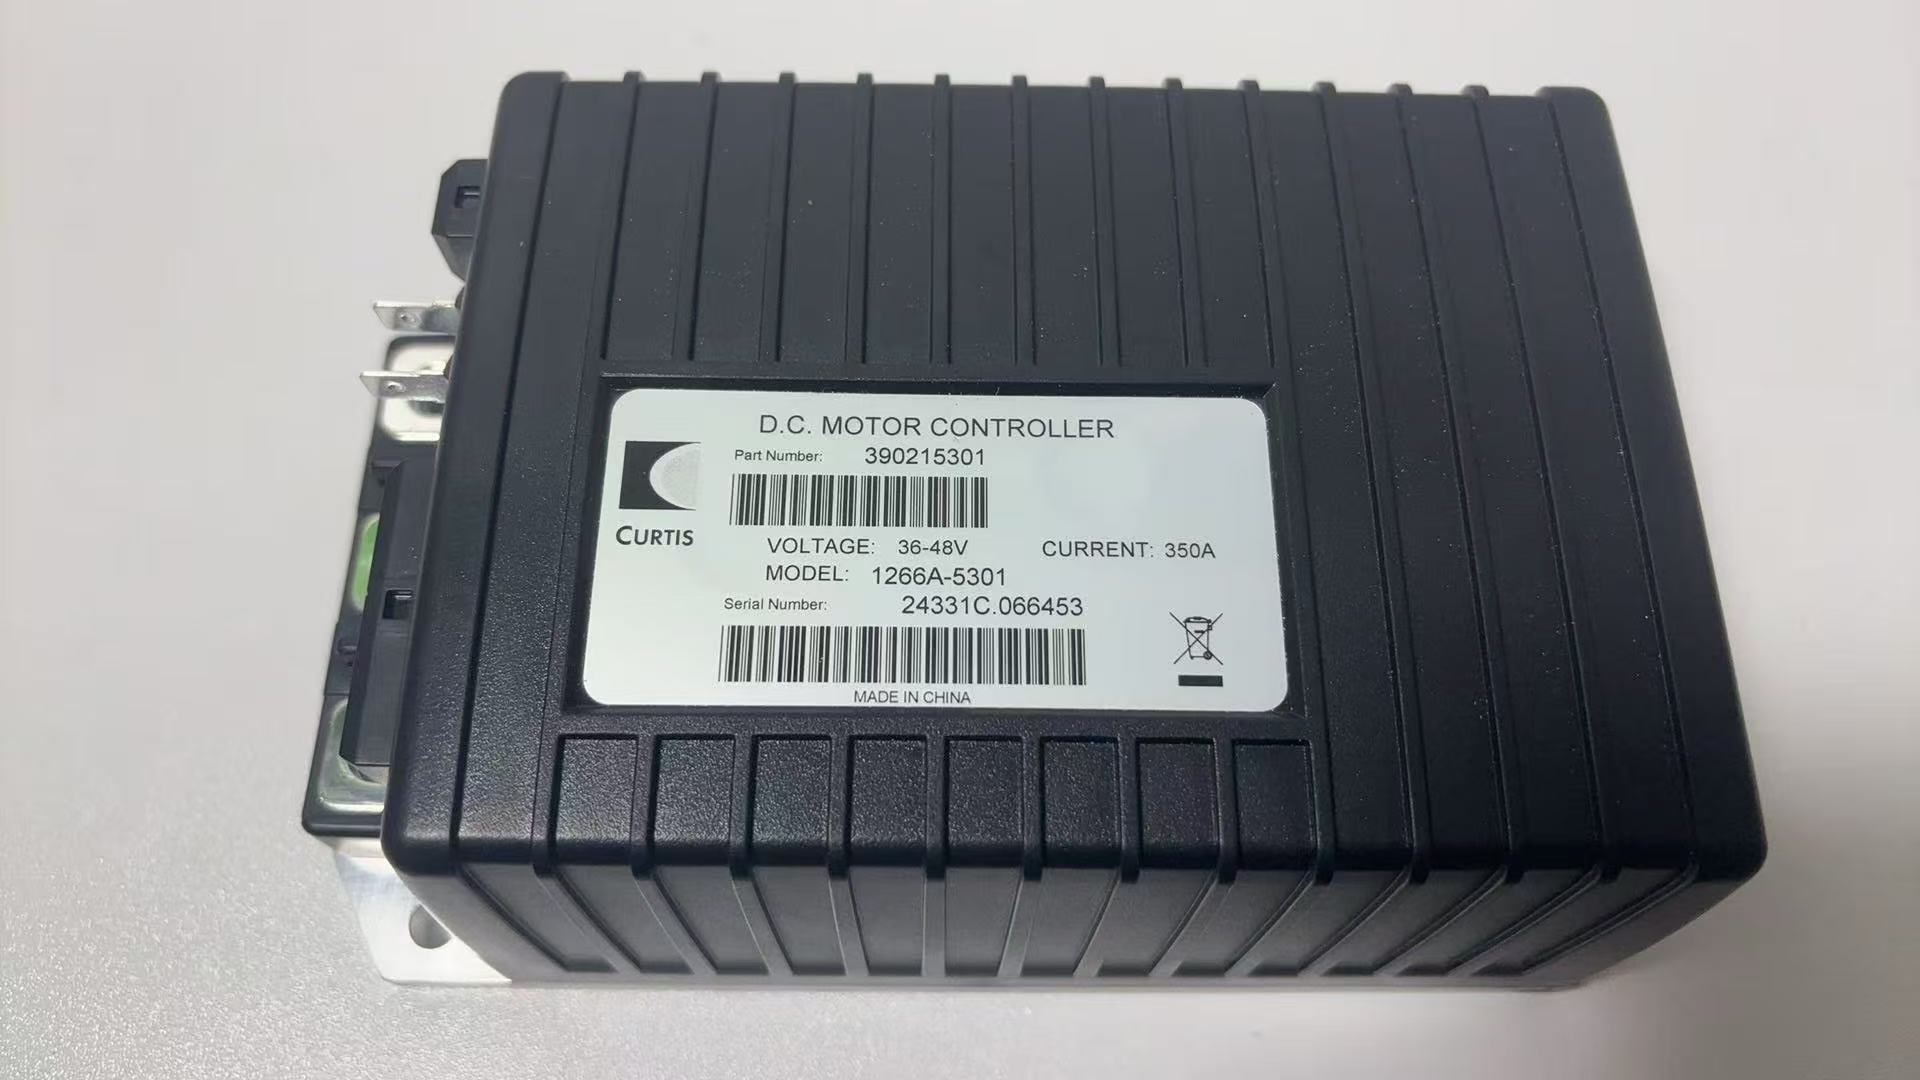 D.C. MOTOR CONTROLLER
Part Number: 390215301
CURTIS
VOLTAGE: 36-48V CURRENT: 350A
MODEL: 1266A-5301
Serial Number: 24331C.066453
MADE IN CHINA